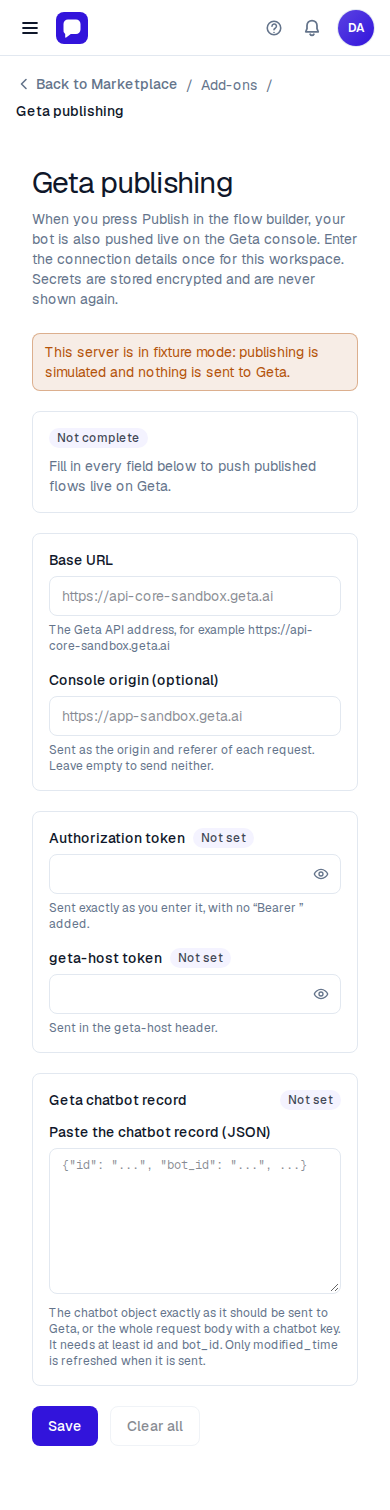 DA
Back to Marketplace / Add-ons /
Geta publishing
Geta publishing
When you press Publish in the flow builder, your
bot is also pushed live on the Geta console. Enter
the connection details once for this workspace.
Secrets are stored encrypted and are never
shown again.
This server is in fixture mode: publishing is
simulated and nothing is sent to Geta.
Not complete
Fill in every field below to push published
flows live on Geta.
Base URL
https://api-core-sandbox.geta.ai
The Geta API address, for example https://api-
core-sandbox.geta.ai
Console origin (optional)
https://app-sandbox.geta.ai
Sent as the origin and referer of each request.
Leave empty to send neither.
Authorization token Not set
Sent exactly as you enter it, with no “Bearer ”
added.
geta-host token Not set
Sent in the geta-host header.
Geta chatbot record Not set
Paste the chatbot record (JSON)
{"id": "...", "bot_id": "...", ...}
The chatbot object exactly as it should be sent to
Geta, or the whole request body with a chatbot key.
It needs at least id and bot_id. Only modified_time
is refreshed when it is sent.
Save Clear all